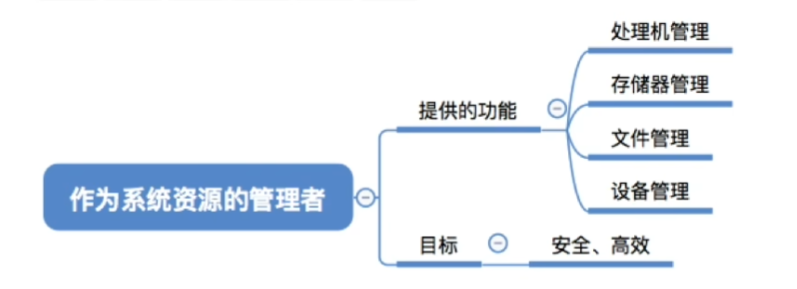 作为系统资源的管理者
提供的功能
处理机管理
存储器管理
文件管理
设备管理
目标
安全、高效